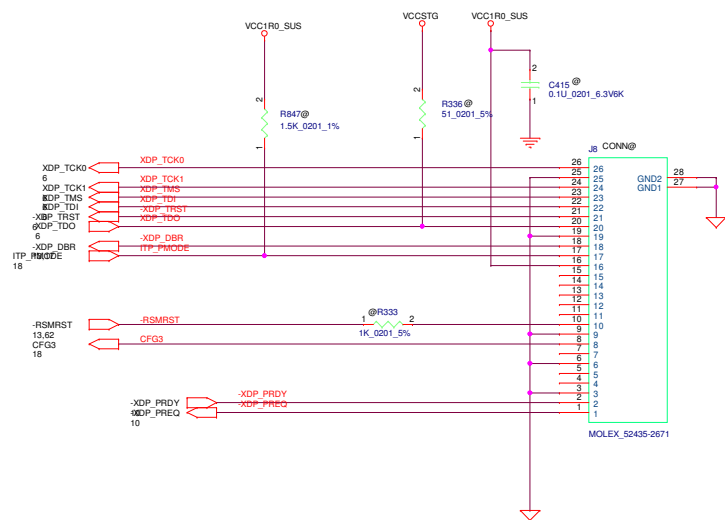 VCC1R0_SUS
VCCSTG
VCC1R0_SUS
2
C415 @
0.1U_0201_6.3V6K
1
2
R847@
1.5K_0201_1%
1
2
R336 @
51_0201_5%
1
J8 CONN@
XDP_TCK0
XDP_TCK0
6
26 26
25 25
XDP_TCK1
XDP_TCK1
24 24
XDP_TMS
XDP_TMS
23 23
XDP_TDI
XDP_TDI
22 22
-XDP_TRST
-XDP_TRST
21 21
XDP_TDO
XDP_TDO
6
20 20
19 19
-XDP_DBR
-XDP_DBR
18 18
ITP_PMODE
ITP_PMODE
18
17 17
16 16
15 15
14 14
13 13
12 12
11 11
GND2 28
GND1 27
@R333
1 2
1K_0201_5%
-RSMRST
-RSMRST
13,62
10 10
9 9
CFG3
CFG3
18
8 8
7 7
6 6
5 5
4 4
3 3
-XDP_PRDY
-XDP_PRDY
2 2
-XDP_PREQ
-XDP_PREQ
10
1 1
MOLEX_52435-2671